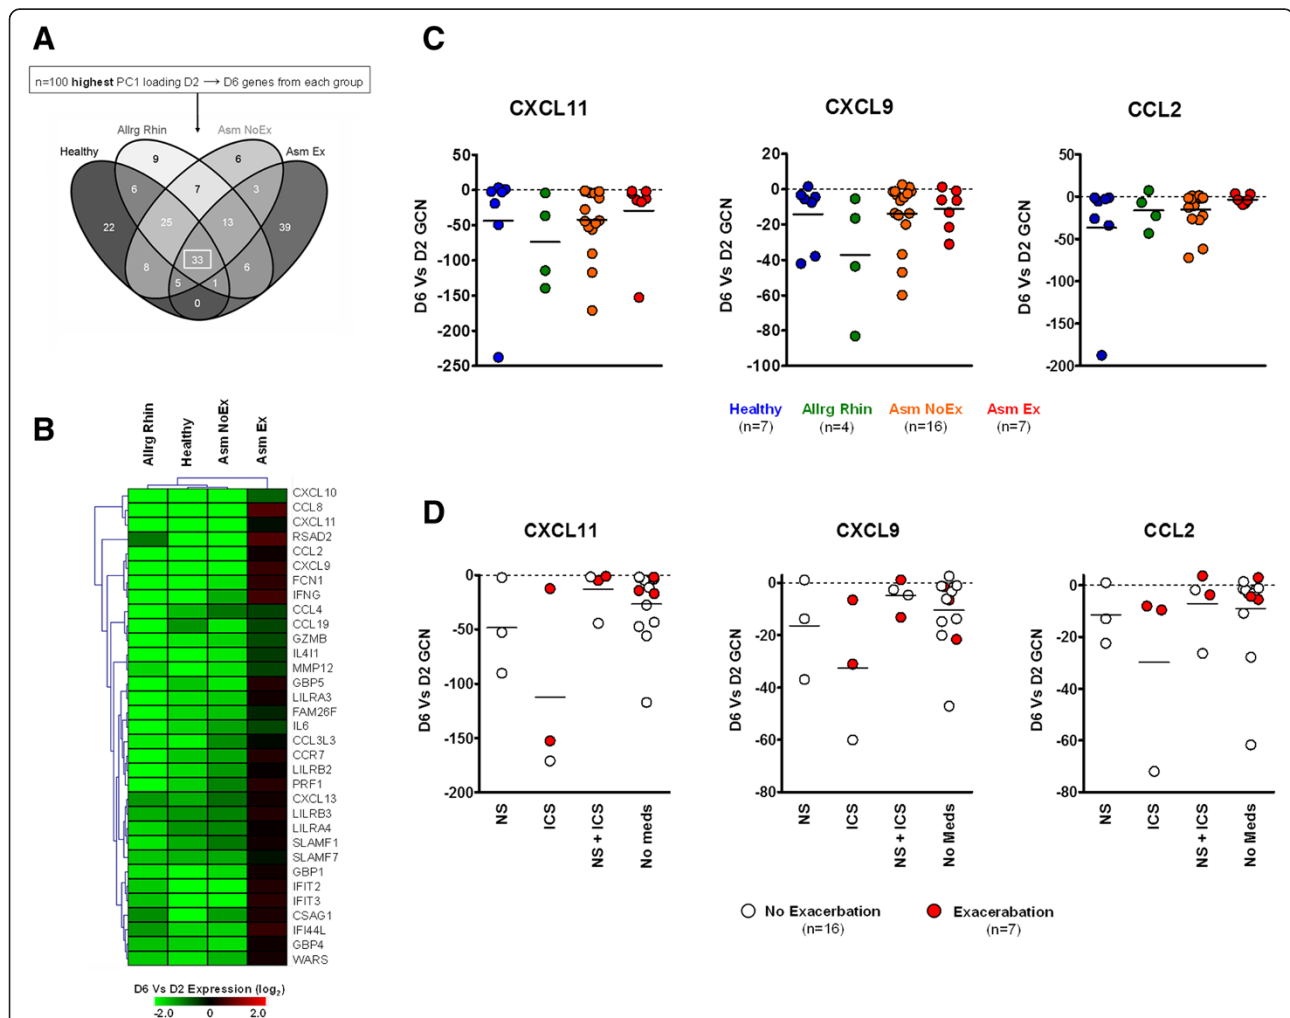 A
n=100 highest PC1 loading D2 → D6 genes from each group
Allrg Rhin
Asm NoEx
Healthy
Asm Ex
9
6
6
7
3
22
25
13
39
33
8
6
5
1
0
B
Allrg Rhin
Healthy
Asm NoEx
Asm Ex
CXCL10
CCL8
CXCL11
RSAD2
CCL2
CXCL9
FCN1
IFNG
CCL4
CCL19
GZMB
IL4I1
MMP12
GBP5
LILRA3
FAM26F
IL6
CCL3L3
CCR7
LILRB2
PRF1
CXCL13
LILRB3
LILRA4
SLAMF1
SLAMF7
GBP1
IFIT2
IFIT3
CSAG1
IFI44L
GBP4
WARS
D6 Vs D2 Expression (log2)
-2.0 0 2.0
C
CXCL11
D6 Vs D2 GCN
50
0
-50
-100
-150
-200
-250
CXCL9
D6 Vs D2 GCN
20
0
-20
-40
-60
-80
-100
CCL2
D6 Vs D2 GCN
50
0
-50
-100
-150
-200
Healthy
(n=7)
Allrg Rhin
(n=4)
Asm NoEx
(n=16)
Asm Ex
(n=7)
D
CXCL11
D6 Vs D2 GCN
0
-50
-100
-150
-200
NS
ICS
NS + ICS
No meds
CXCL9
D6 Vs D2 GCN
0
-20
-40
-60
-80
NS
ICS
NS + ICS
No Meds
CCL2
D6 Vs D2 GCN
0
-20
-40
-60
-80
NS
ICS
NS + ICS
No Meds
No Exacerbation
(n=16)
Exacerabation
(n=7)